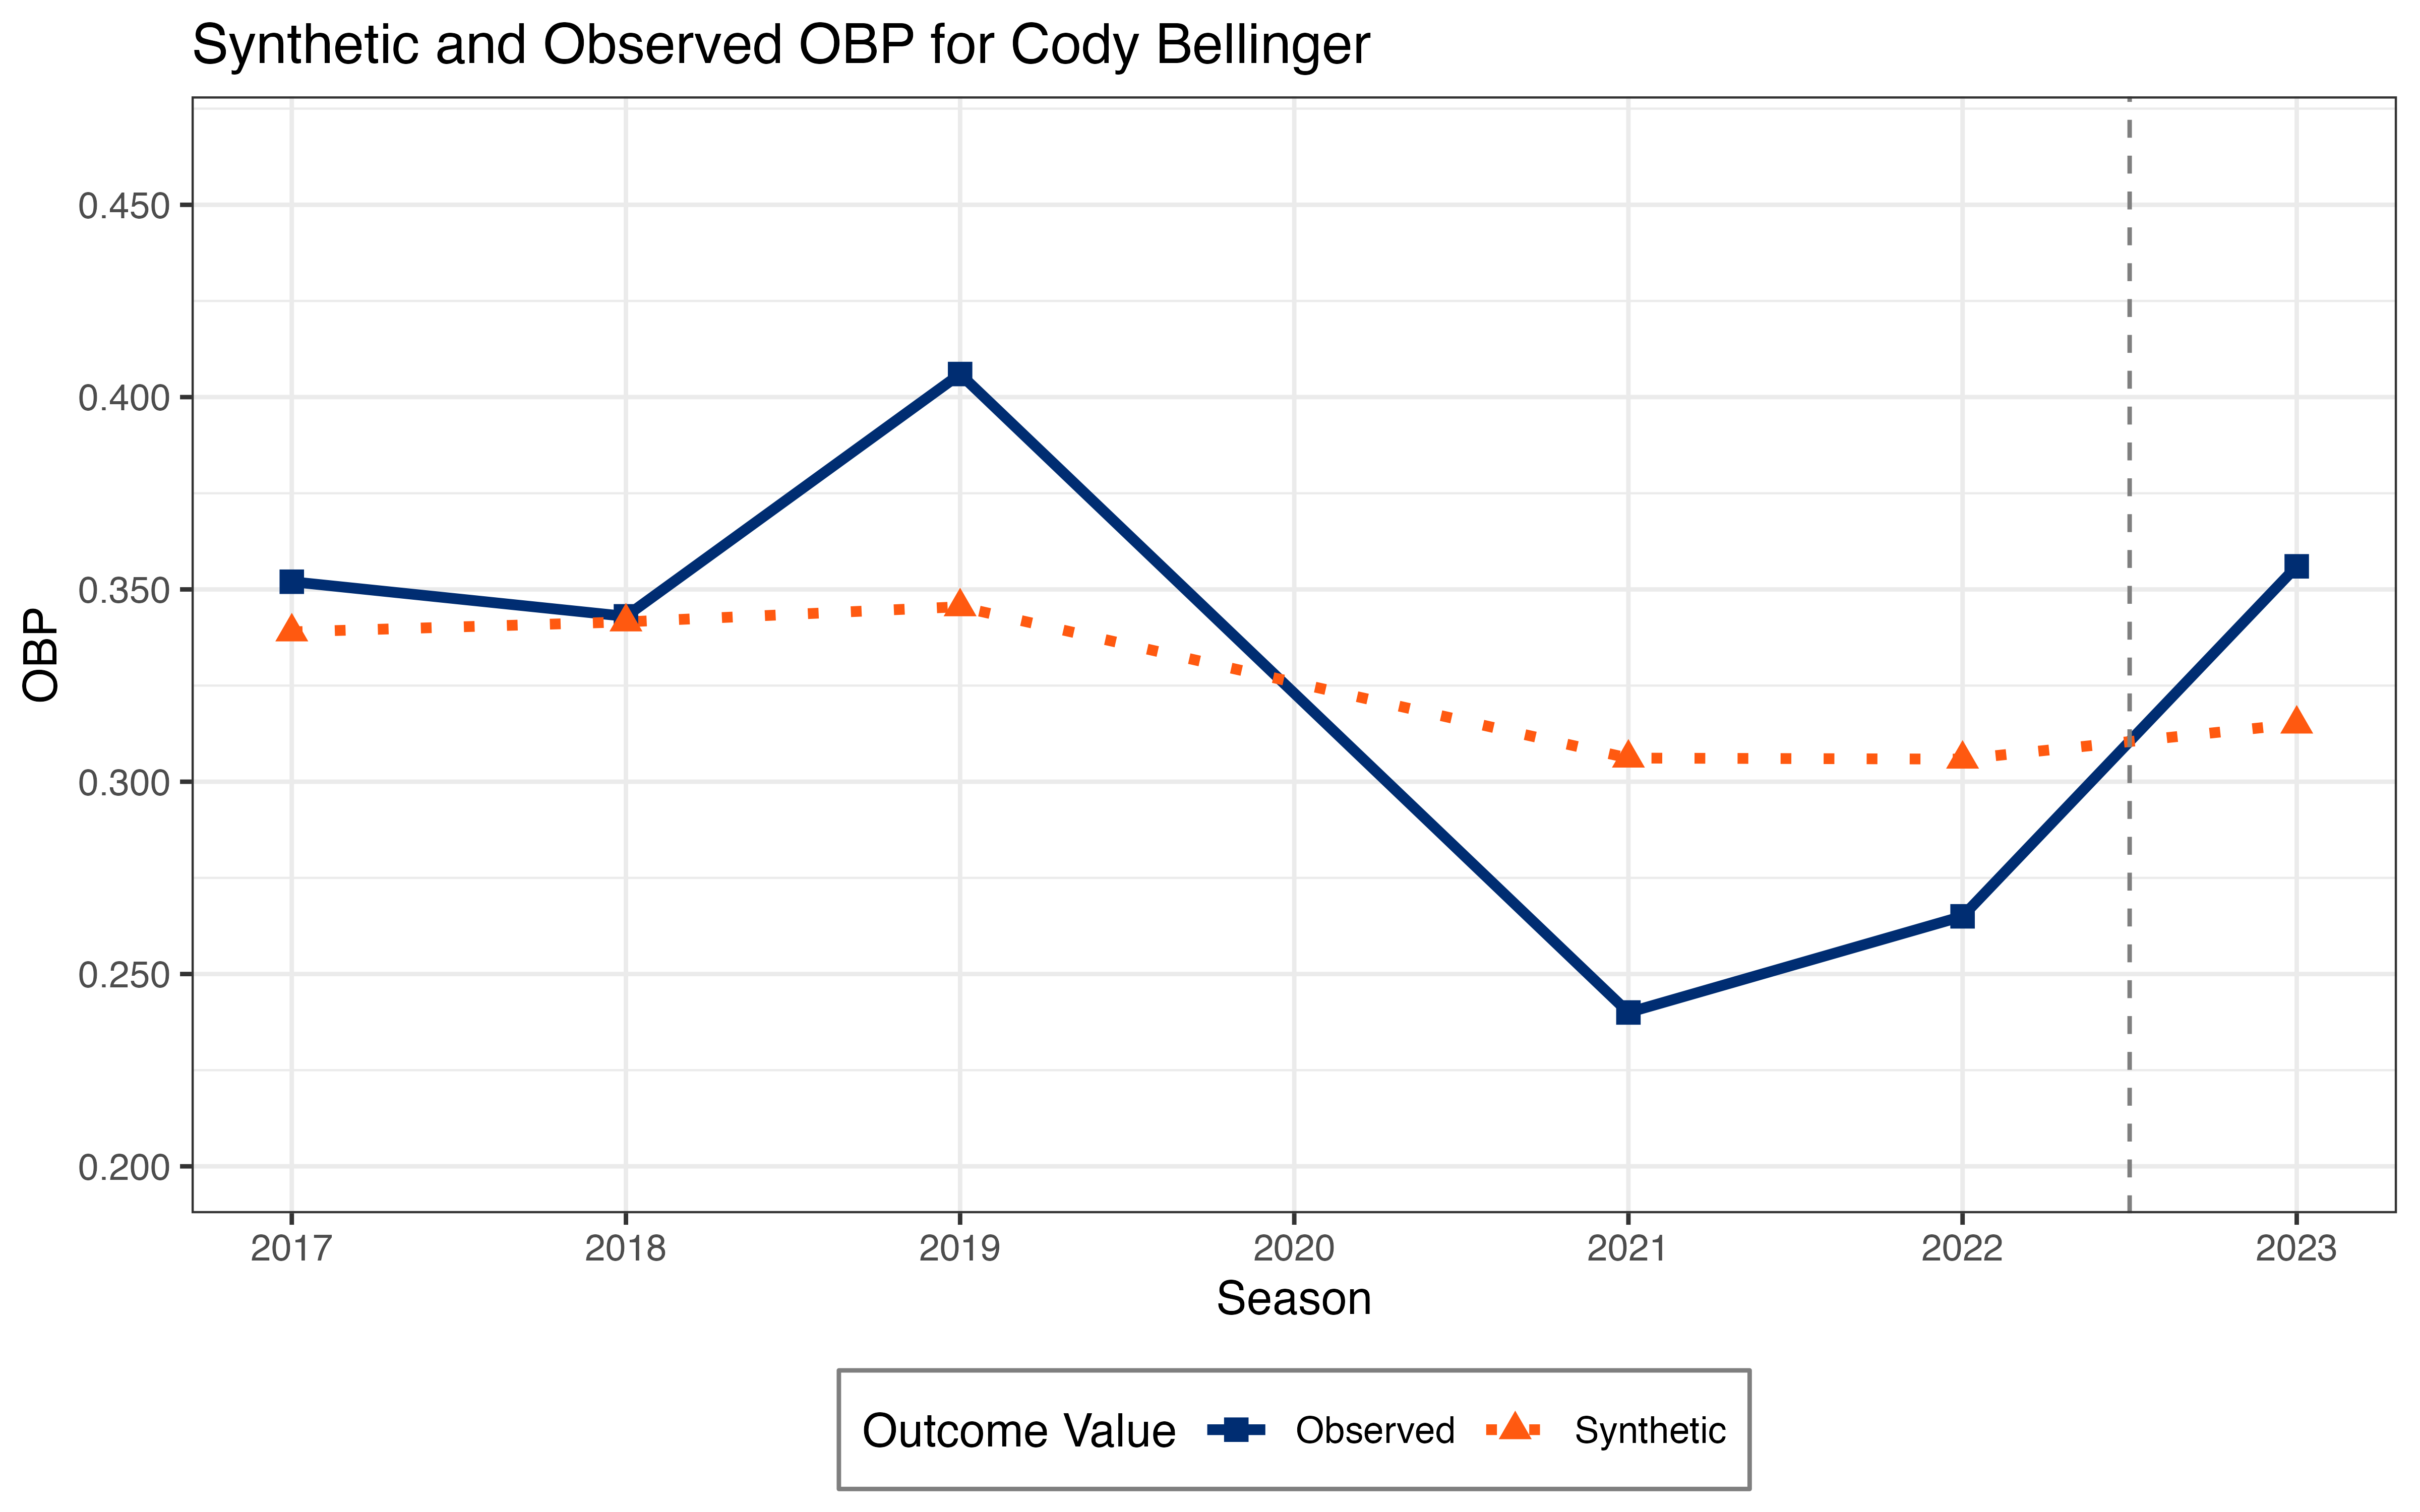 Synthetic and Observed OBP for Cody Bellinger
0.450
0.400
0.350
0.300
0.250
0.200
OBP
2017 2018 2019 2020 2021 2022 2023
Season
Outcome Value Observed Synthetic